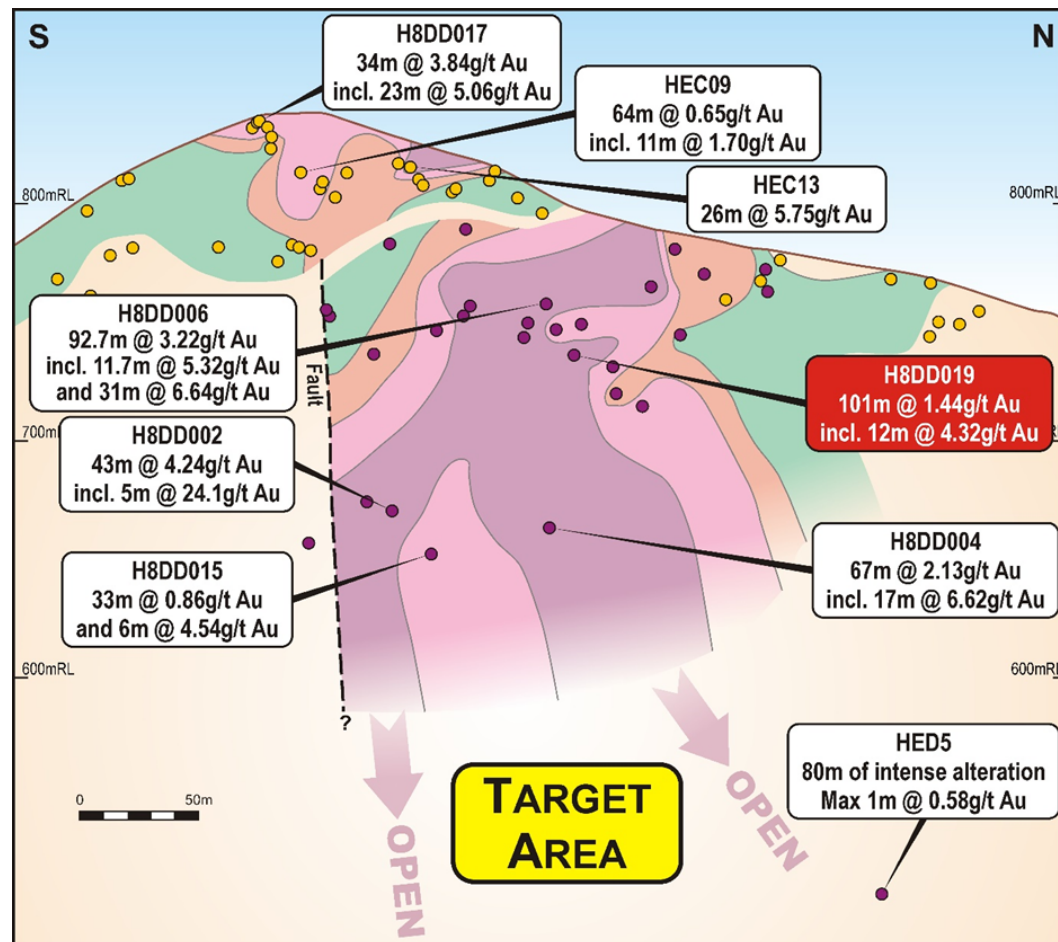 S
N
H8DD017
34m @ 3.84g/t Au
incl. 23m @ 5.06g/t Au
HEC09
64m @ 0.65g/t Au
incl. 11m @ 1.70g/t Au
HEC13
26m @ 5.75g/t Au
800mRL
800mRL
H8DD006
92.7m @ 3.22g/t Au
incl. 11.7m @ 5.32g/t Au
and 31m @ 6.64g/t Au
Fault
H8DD019
101m @ 1.44g/t Au
incl. 12m @ 4.32g/t Au
700mRL
RL
H8DD002
43m @ 4.24g/t Au
incl. 5m @ 24.1g/t Au
H8DD015
33m @ 0.86g/t Au
and 6m @ 4.54g/t Au
H8DD004
67m @ 2.13g/t Au
incl. 17m @ 6.62g/t Au
600mRL
600mRL
?
HED5
80m of intense alteration
Max 1m @ 0.58g/t Au
0 50m
TARGET
AREA
OPEN
OPEN